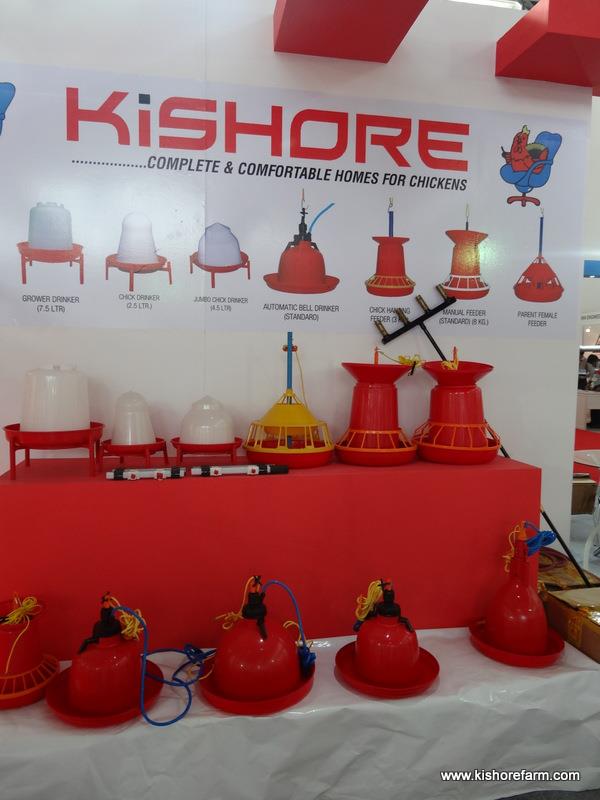 KiSHORE
..................COMPLETE & COMFORTABLE HOMES FOR CHICKENS
GROWER DRINKER
(7.5 LTR)
CHICK DRINKER
(2.5 LTR.)
JUMBO CHICK DRINKER
(4.5 LTR)
AUTOMATIC BELL DRINKER
(STANDARD)
CHICK HANGING
FEEDER (3 KG.)
MANUAL FEEDER
(STANDARD) (8 KG.)
PARENT FEMALE
FEEDER
www.kishorefarm.com